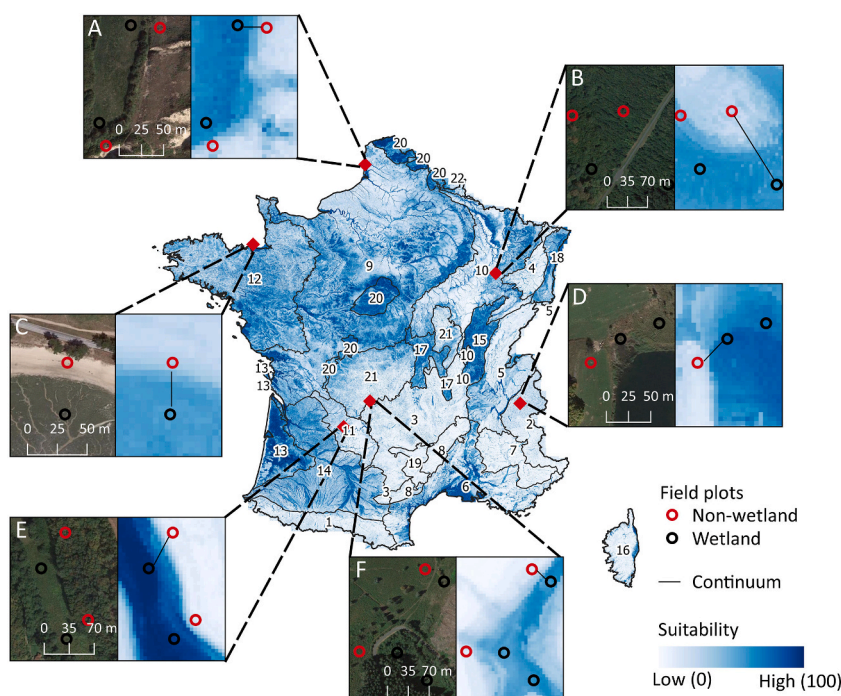 A
0 25 50 m
B
0 35 70 m
20
20
20
22
9
10
4
18
12
20
5
C
0 25 50 m
D
0 25 50 m
21
15
17
10
20
13
20
13
21
17
10
5
2
3
11
13
7
8
19
14
3
8
6
1
E
0 35 70 m
F
0 35 70 m
16
Field plots
Non-wetland
Wetland
Continuum
Suitability
Low (0) High (100)